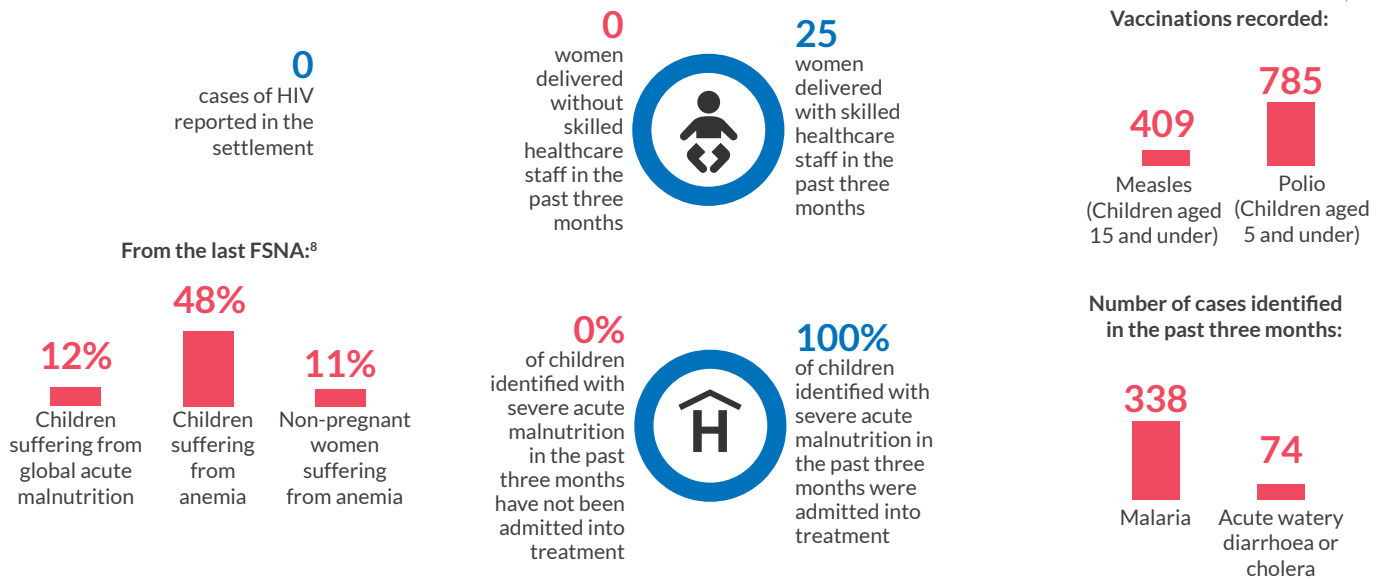 0
cases of HIV
reported in the
settlement
From the last FSNA:⁸
12%
Children
suffering from
global acute
malnutrition
48%
Children
suffering
from
anemia
11%
Non-pregnant
women
suffering
from anemia
0
women
delivered
without
skilled
healthcare
staff in the
past three
months
25
women
delivered
with skilled
healthcare
staff in the
past three
months
0%
of children
identified with
severe acute
malnutrition
in the past
three months
have not been
admitted into
treatment
H
100%
of children
identified with
severe acute
malnutrition in
the past three
months were
admitted into
treatment
Vaccinations recorded:
409
Measles
(Children aged
15 and under)
785
Polio
(Children aged
5 and under)
Number of cases identified
in the past three months:
338
Malaria
74
Acute watery
diarrhoea or
cholera